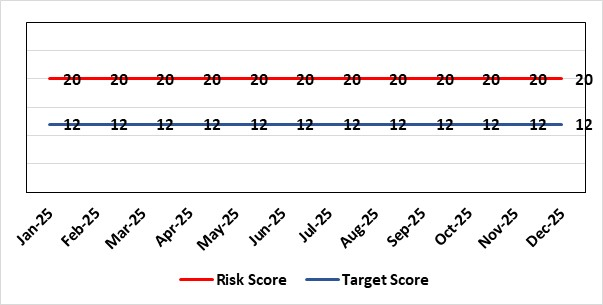 20 20 20 20 20 20 20 20 20 20 20 20
12 12 12 12 12 12 12 12 12 12 12 12
Jan-25 Feb-25 Mar-25 Apr-25 May-25 Jun-25 Jul-25 Aug-25 Sep-25 Oct-25 Nov-25 Dec-25
Risk Score Target Score